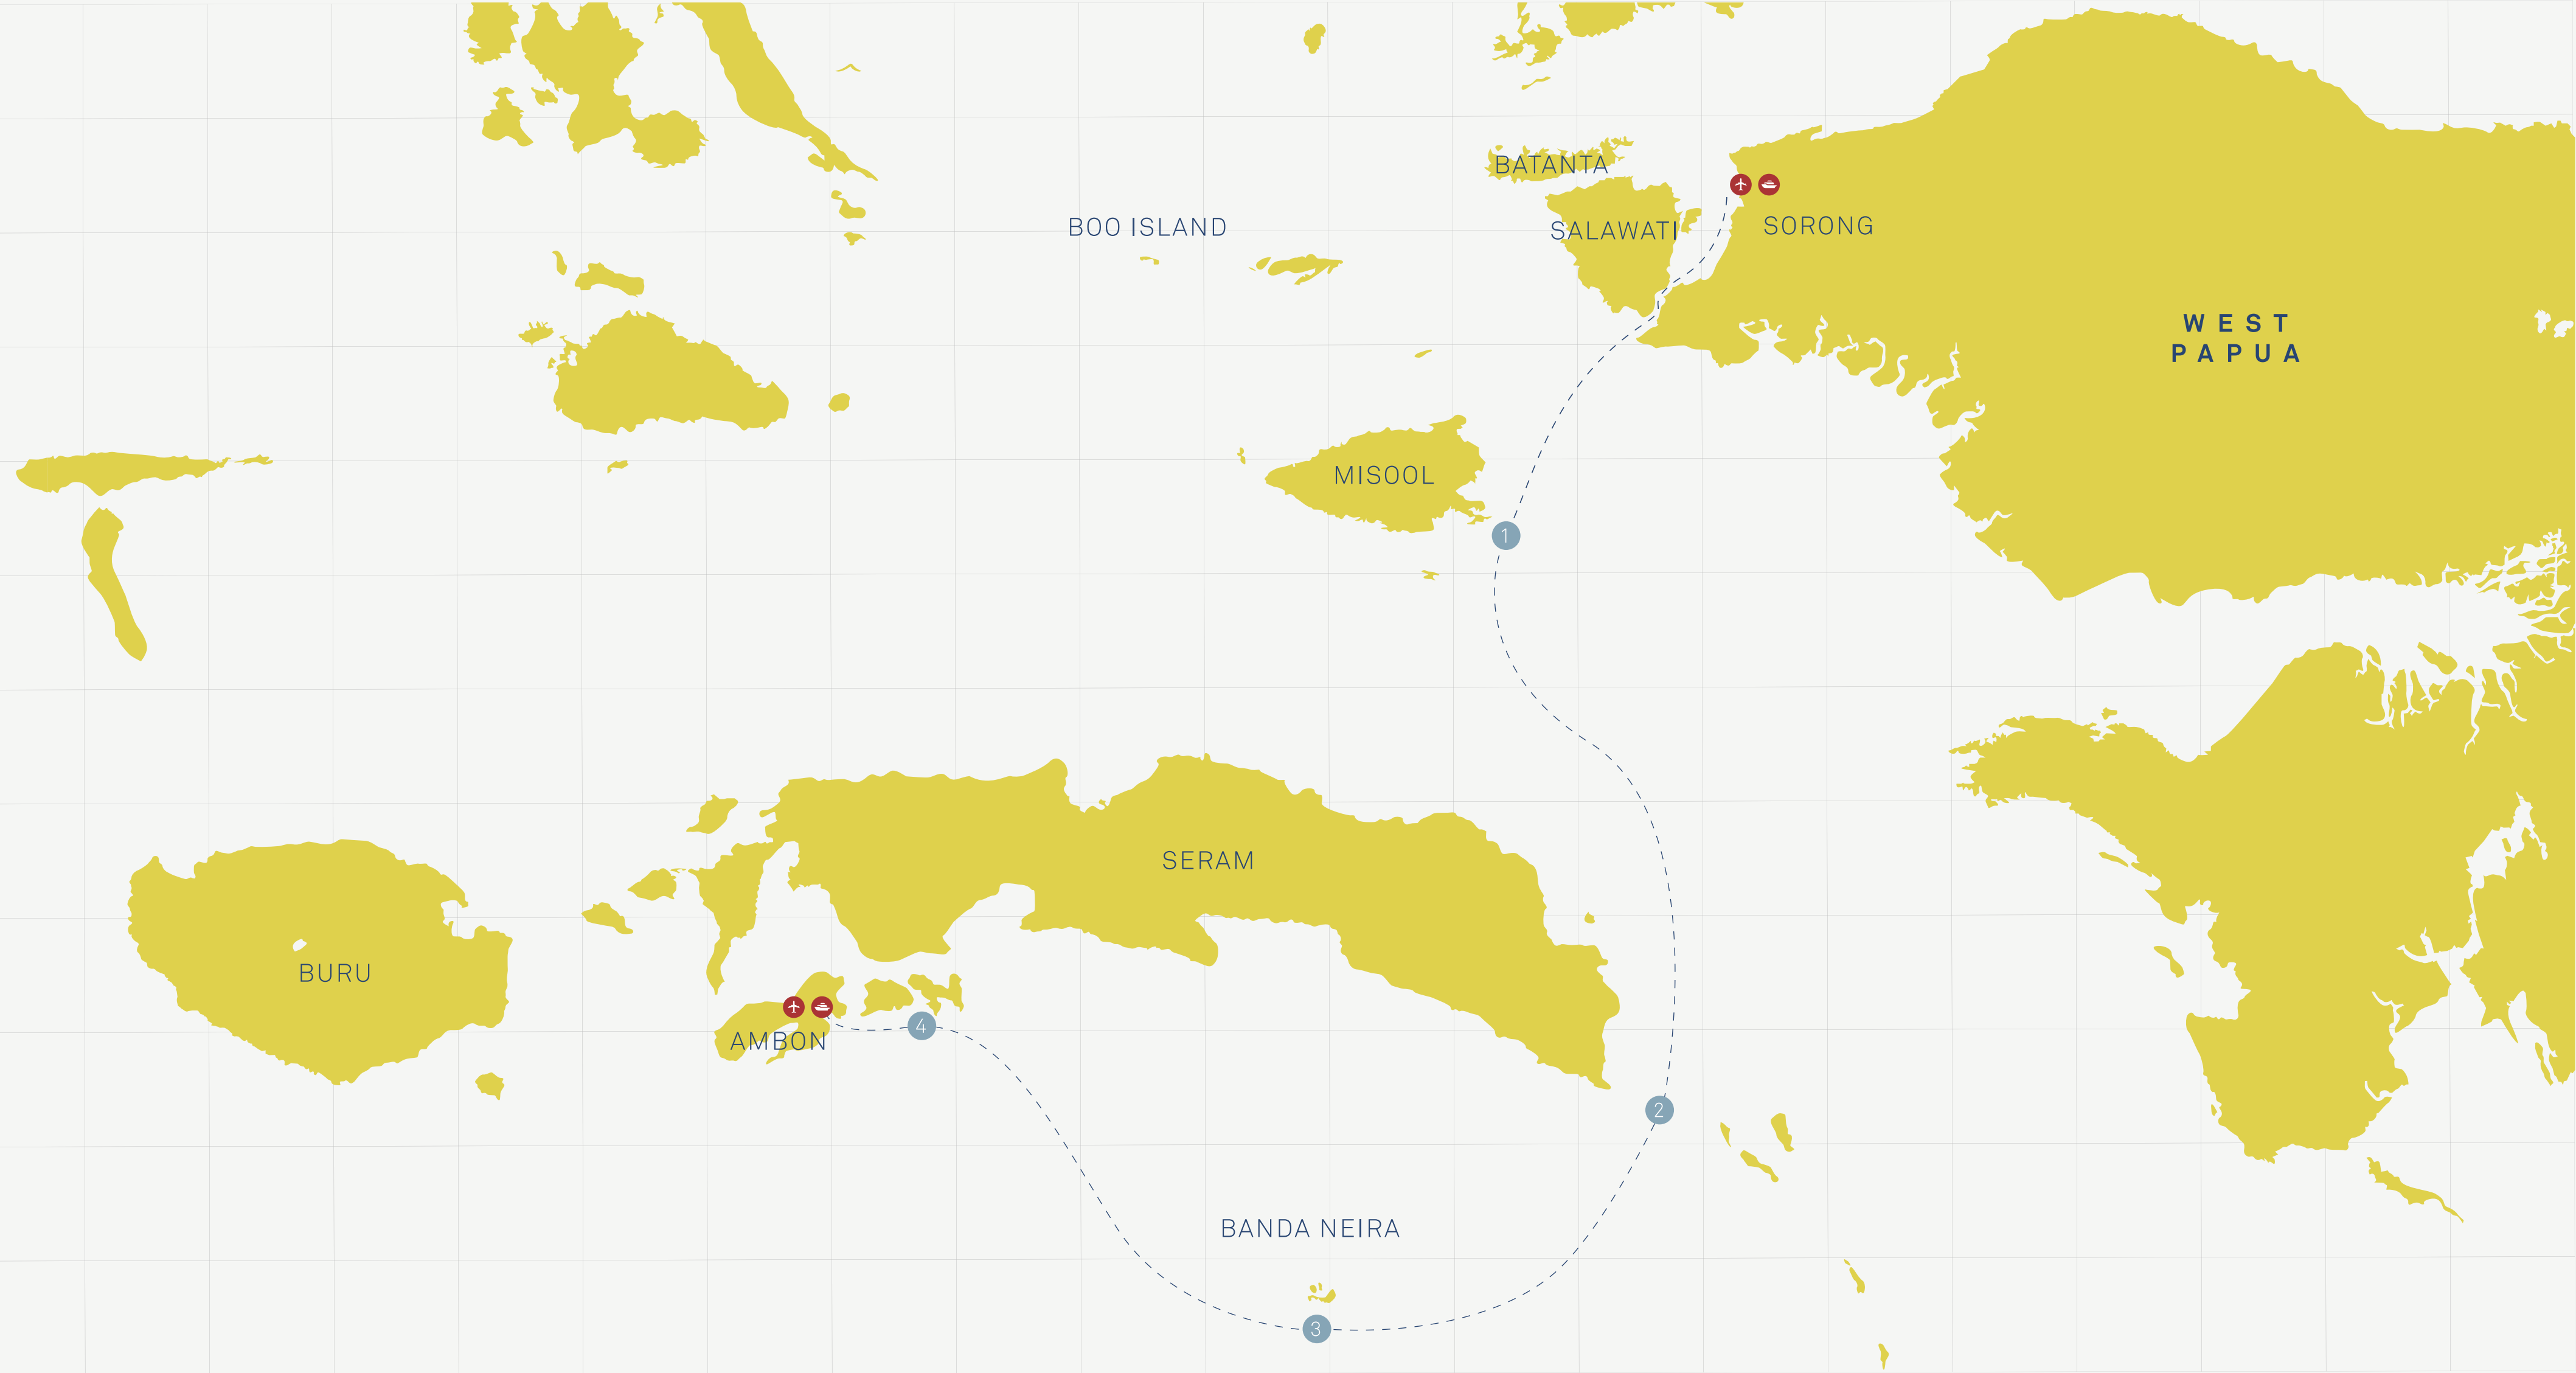 BATANTA
BOO ISLAND
SALAWATI
SORONG
WEST
PAPUA
MISOOL
1
SERAM
BURU
4
AMBON
2
BANDA NEIRA
3